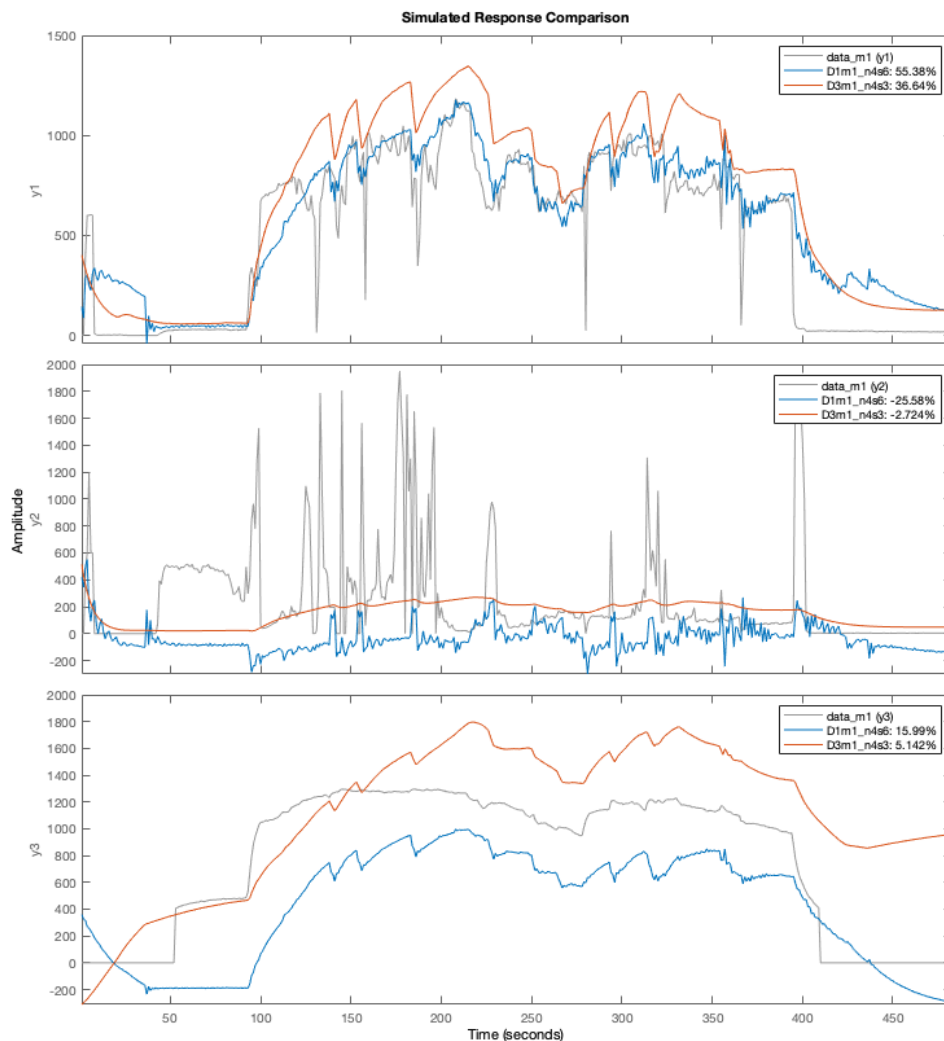 Simulated Response Comparison
1500
1000
500
0
y1
data_m1 (y1)
D1m1_n4s6: 55.38%
D3m1_n4s3: 36.64%
2000
1800
1600
1400
1200
1000
800
600
400
200
0
-200
Amplitude
y2
data_m1 (y2)
D1m1_n4s6: -25.58%
D3m1_n4s3: -2.724%
2000
1800
1600
1400
1200
1000
800
600
400
200
0
-200
y3
data_m1 (y3)
D1m1_n4s6: 15.99%
D3m1_n4s3: 5.142%
50 100 150 200 250 300 350 400 450
Time (seconds)